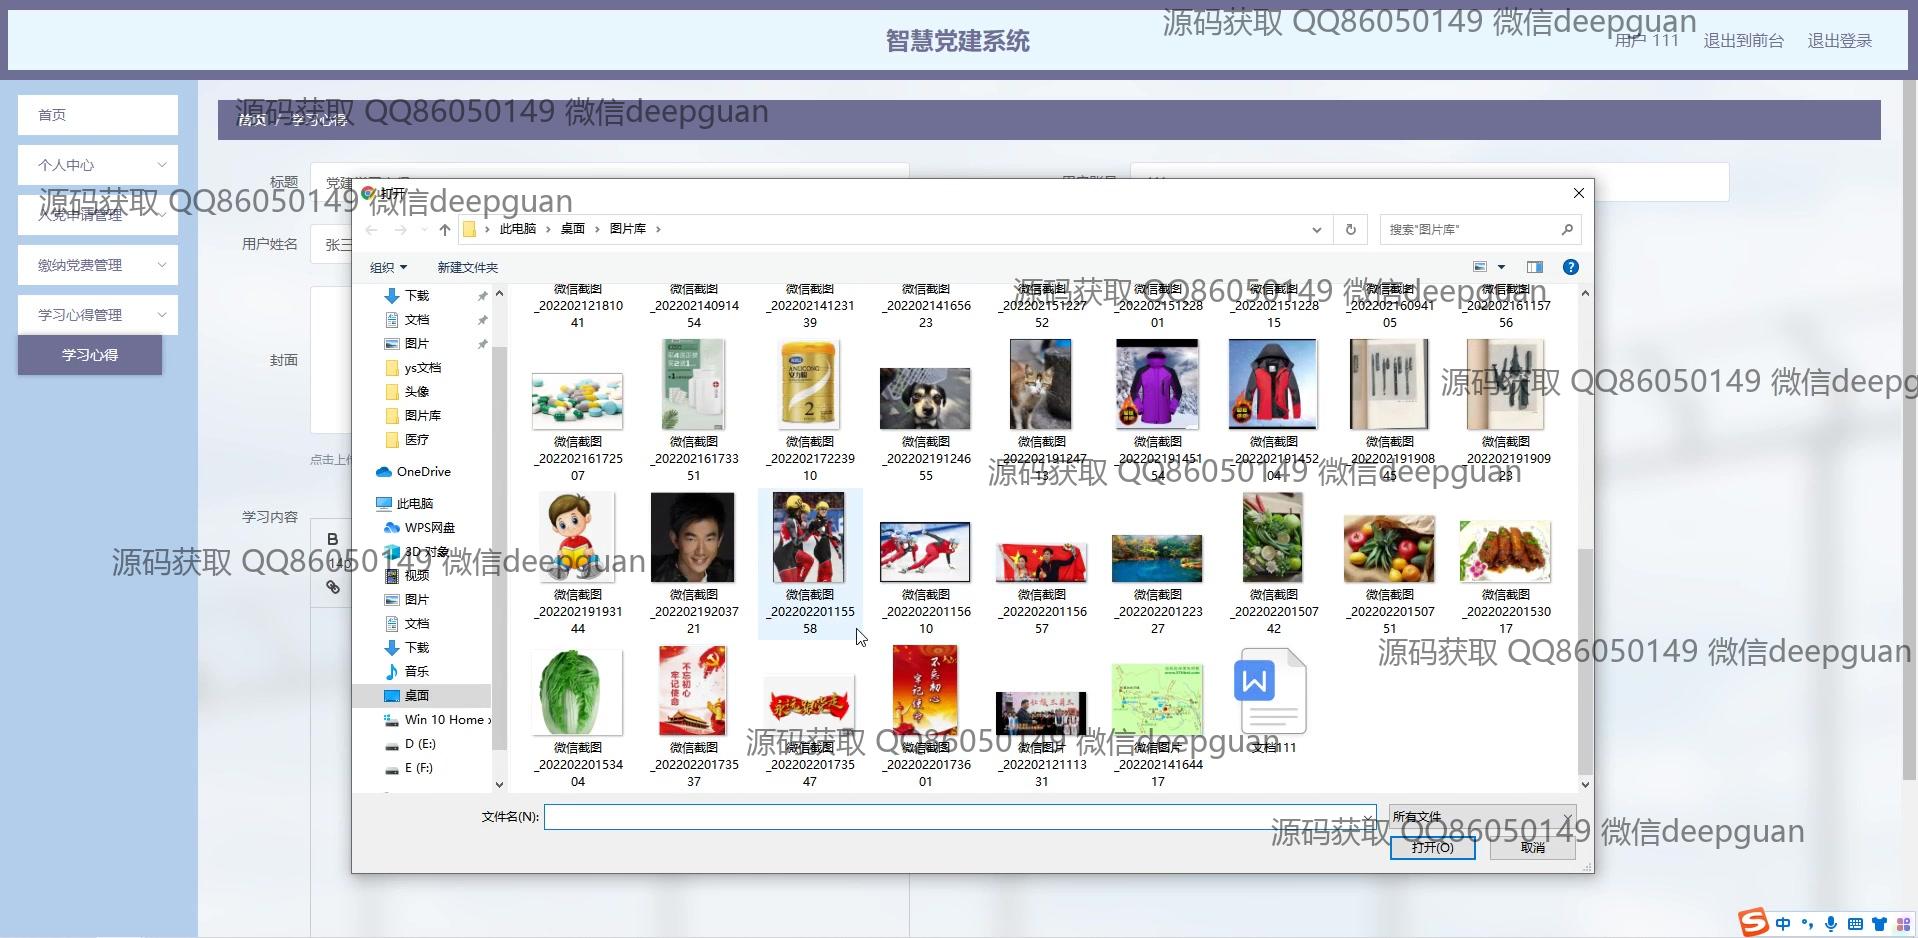 智慧党建系统
用户 111
退出到前台
退出登录
源码获取 QQ86050149 微信deepguan
首页
个人中心
入党申请管理
缴纳党费管理
学习心得管理
学习心得
首页 / 学习心得
源码获取 QQ86050149 微信deepguan
标题
用户姓名
张三
封面
学习内容
源码获取 QQ86050149 微信deepguan
打开
此电脑 › 桌面 › 图片库 ›
搜索"图片库"
组织
新建文件夹
源码获取 QQ86050149 微信deepguan
下载
文档
图片
ys文档
头像
图片库
医疗
OneDrive
此电脑
WPS网盘
3D 对象
视频
图片
文档
下载
音乐
桌面
Win 10 Home x
D (E:)
E (F:)
微信截图_20220212181041
微信截图_20220214091454
微信截图_20220214123139
微信截图_20220214165623
微信截图_20220215122752
微信截图_20220215122801
微信截图_20220215122815
微信截图_20220216094105
微信截图_20220216115756
源码获取 QQ86050149 微信deepg
微信截图_20220216172507
微信截图_20220216173351
微信截图_20220217223910
微信截图_20220219124655
微信截图_20220219124713
微信截图_20220219145154
微信截图_20220219145204
微信截图_20220219190845
微信截图_20220219190923
源码获取 QQ86050149 微信deepguan
源码获取 QQ86050149 微信deepguan
微信截图_20220219193144
微信截图_20220219203721
微信截图_20220220115558
微信截图_20220220115610
微信截图_20220220115657
微信截图_20220220122327
微信截图_20220220150742
微信截图_20220220150751
微信截图_20220220153017
源码获取 QQ86050149 微信deepguan
不忘初心
牢记使命
不忘初心
牢记使命
源码获取 QQ86050149 微信deepguan
微信截图_20220220153404
微信截图_20220220173537
微信截图_20220220173547
微信截图_20220220173601
微信图片_20220212111331
微信图片_20220214164417
文档111
文件名(N):
所有文件
源码获取 QQ86050149 微信deepguan
打开(O)
取消
中